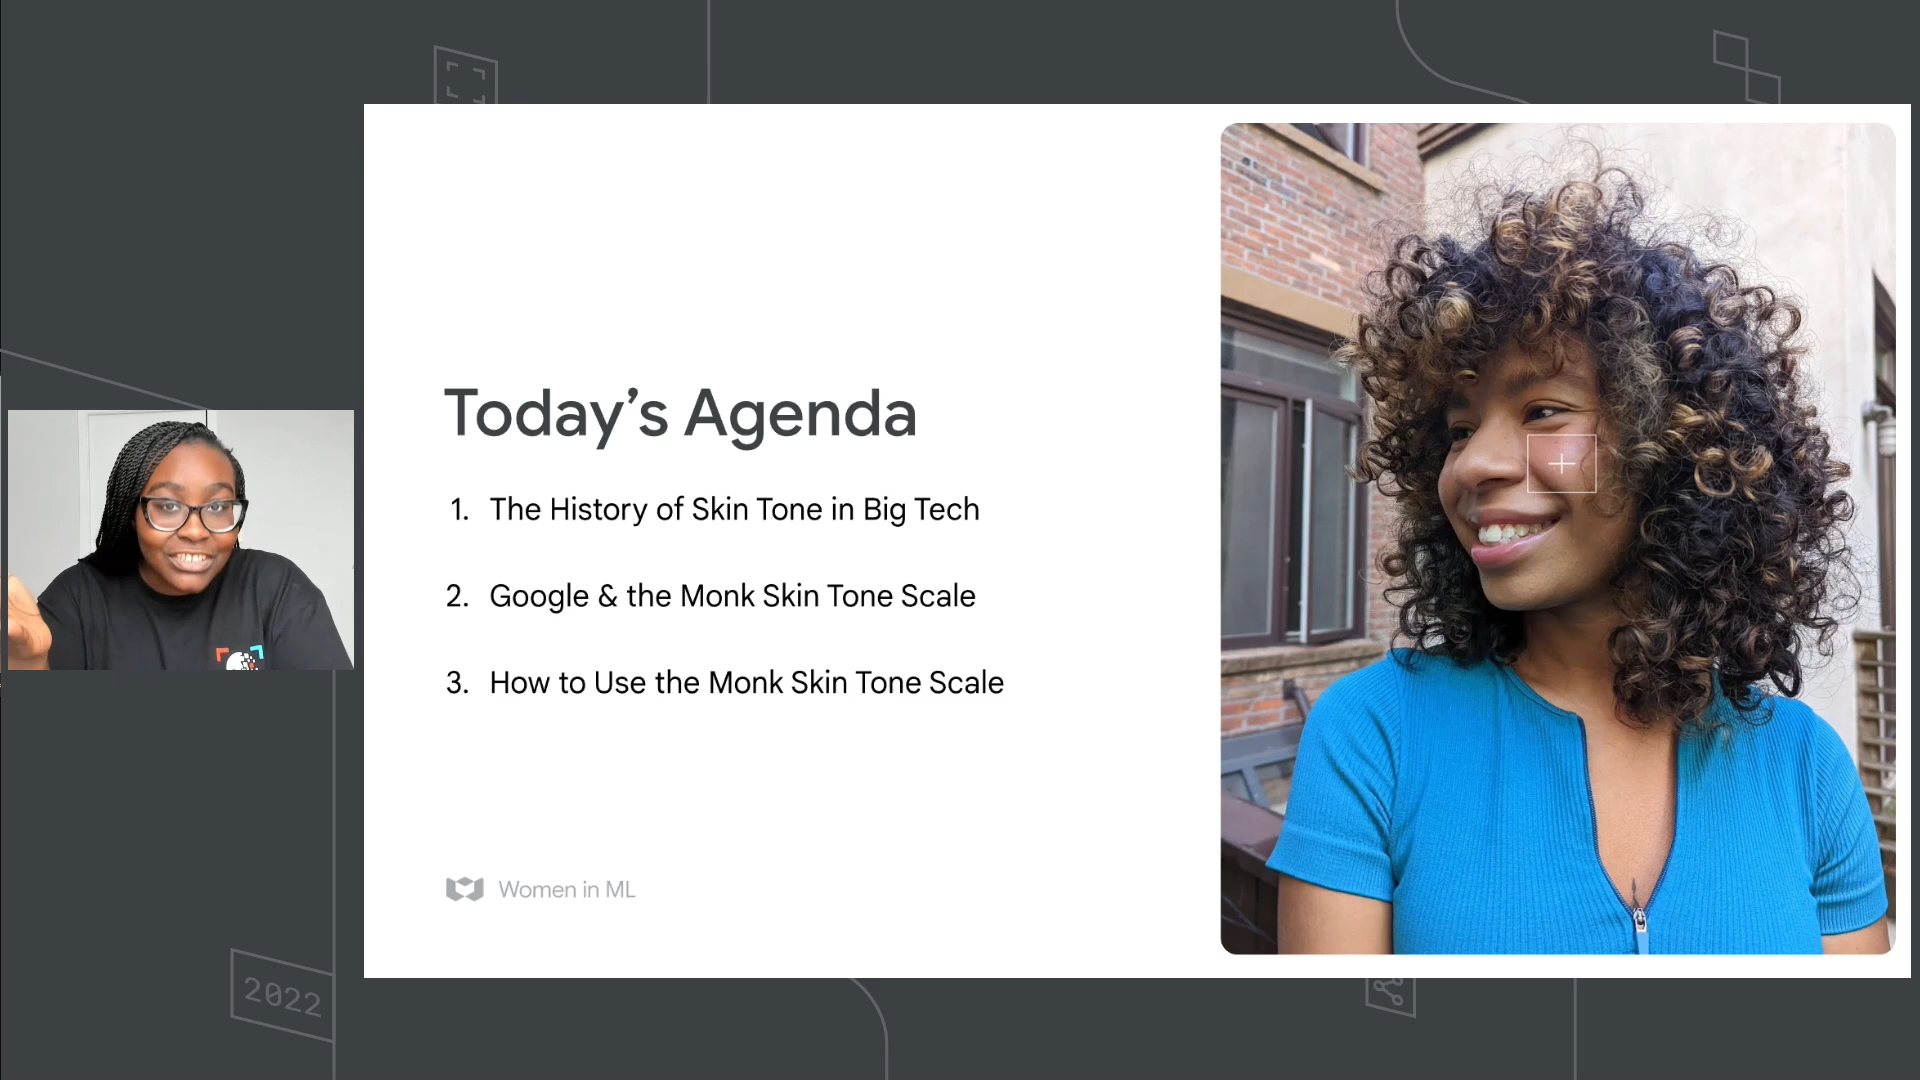 Today's Agenda
1. The History of Skin Tone in Big Tech
2. Google & the Monk Skin Tone Scale
3. How to Use the Monk Skin Tone Scale
Women in ML
2022